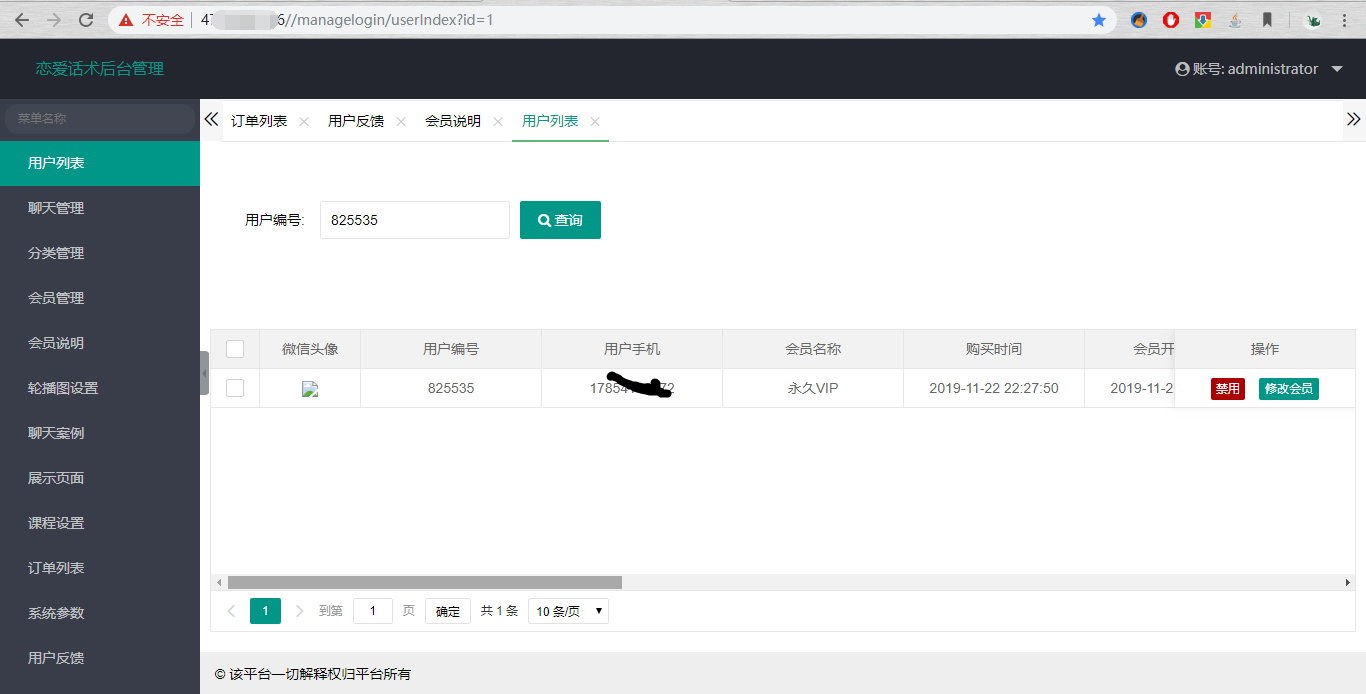 不安全 47 6//managelogin/userIndex?id=1
恋爱话术后台管理
账号: administrator
菜单名称
订单列表 用户反馈 会员说明 用户列表
用户列表
聊天管理
分类管理
会员管理
会员说明
轮播图设置
聊天案例
展示页面
课程设置
订单列表
系统参数
用户反馈
用户编号: 825535 查询
微信头像 用户编号 用户手机 会员名称 购买时间 会员开 操作
825535 1785 2 永久VIP 2019-11-22 22:27:50 2019-11-2 禁用 修改会员
1 到第 1 页 确定 共 1 条 10 条/页
© 该平台一切解释权归平台所有